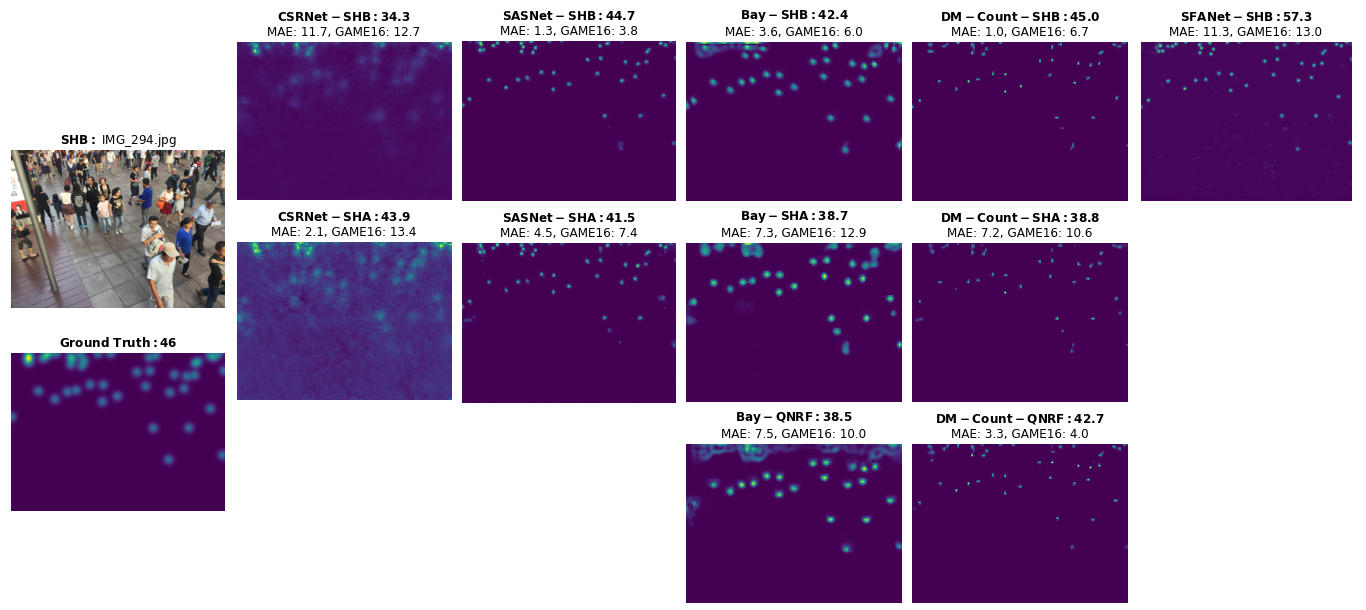 CSRNet−SHB: 34.3
MAE: 11.7, GAME16: 12.7
SASNet−SHB: 44.7
MAE: 1.3, GAME16: 3.8
Bay−SHB: 42.4
MAE: 3.6, GAME16: 6.0
DM−Count−SHB: 45.0
MAE: 1.0, GAME16: 6.7
SFANet−SHB: 57.3
MAE: 11.3, GAME16: 13.0
SHB: IMG_294.jpg
CSRNet−SHA: 43.9
MAE: 2.1, GAME16: 13.4
SASNet−SHA: 41.5
MAE: 4.5, GAME16: 7.4
Bay−SHA: 38.7
MAE: 7.3, GAME16: 12.9
DM−Count−SHA: 38.8
MAE: 7.2, GAME16: 10.6
Ground Truth: 46
Bay−QNRF: 38.5
MAE: 7.5, GAME16: 10.0
DM−Count−QNRF: 42.7
MAE: 3.3, GAME16: 4.0